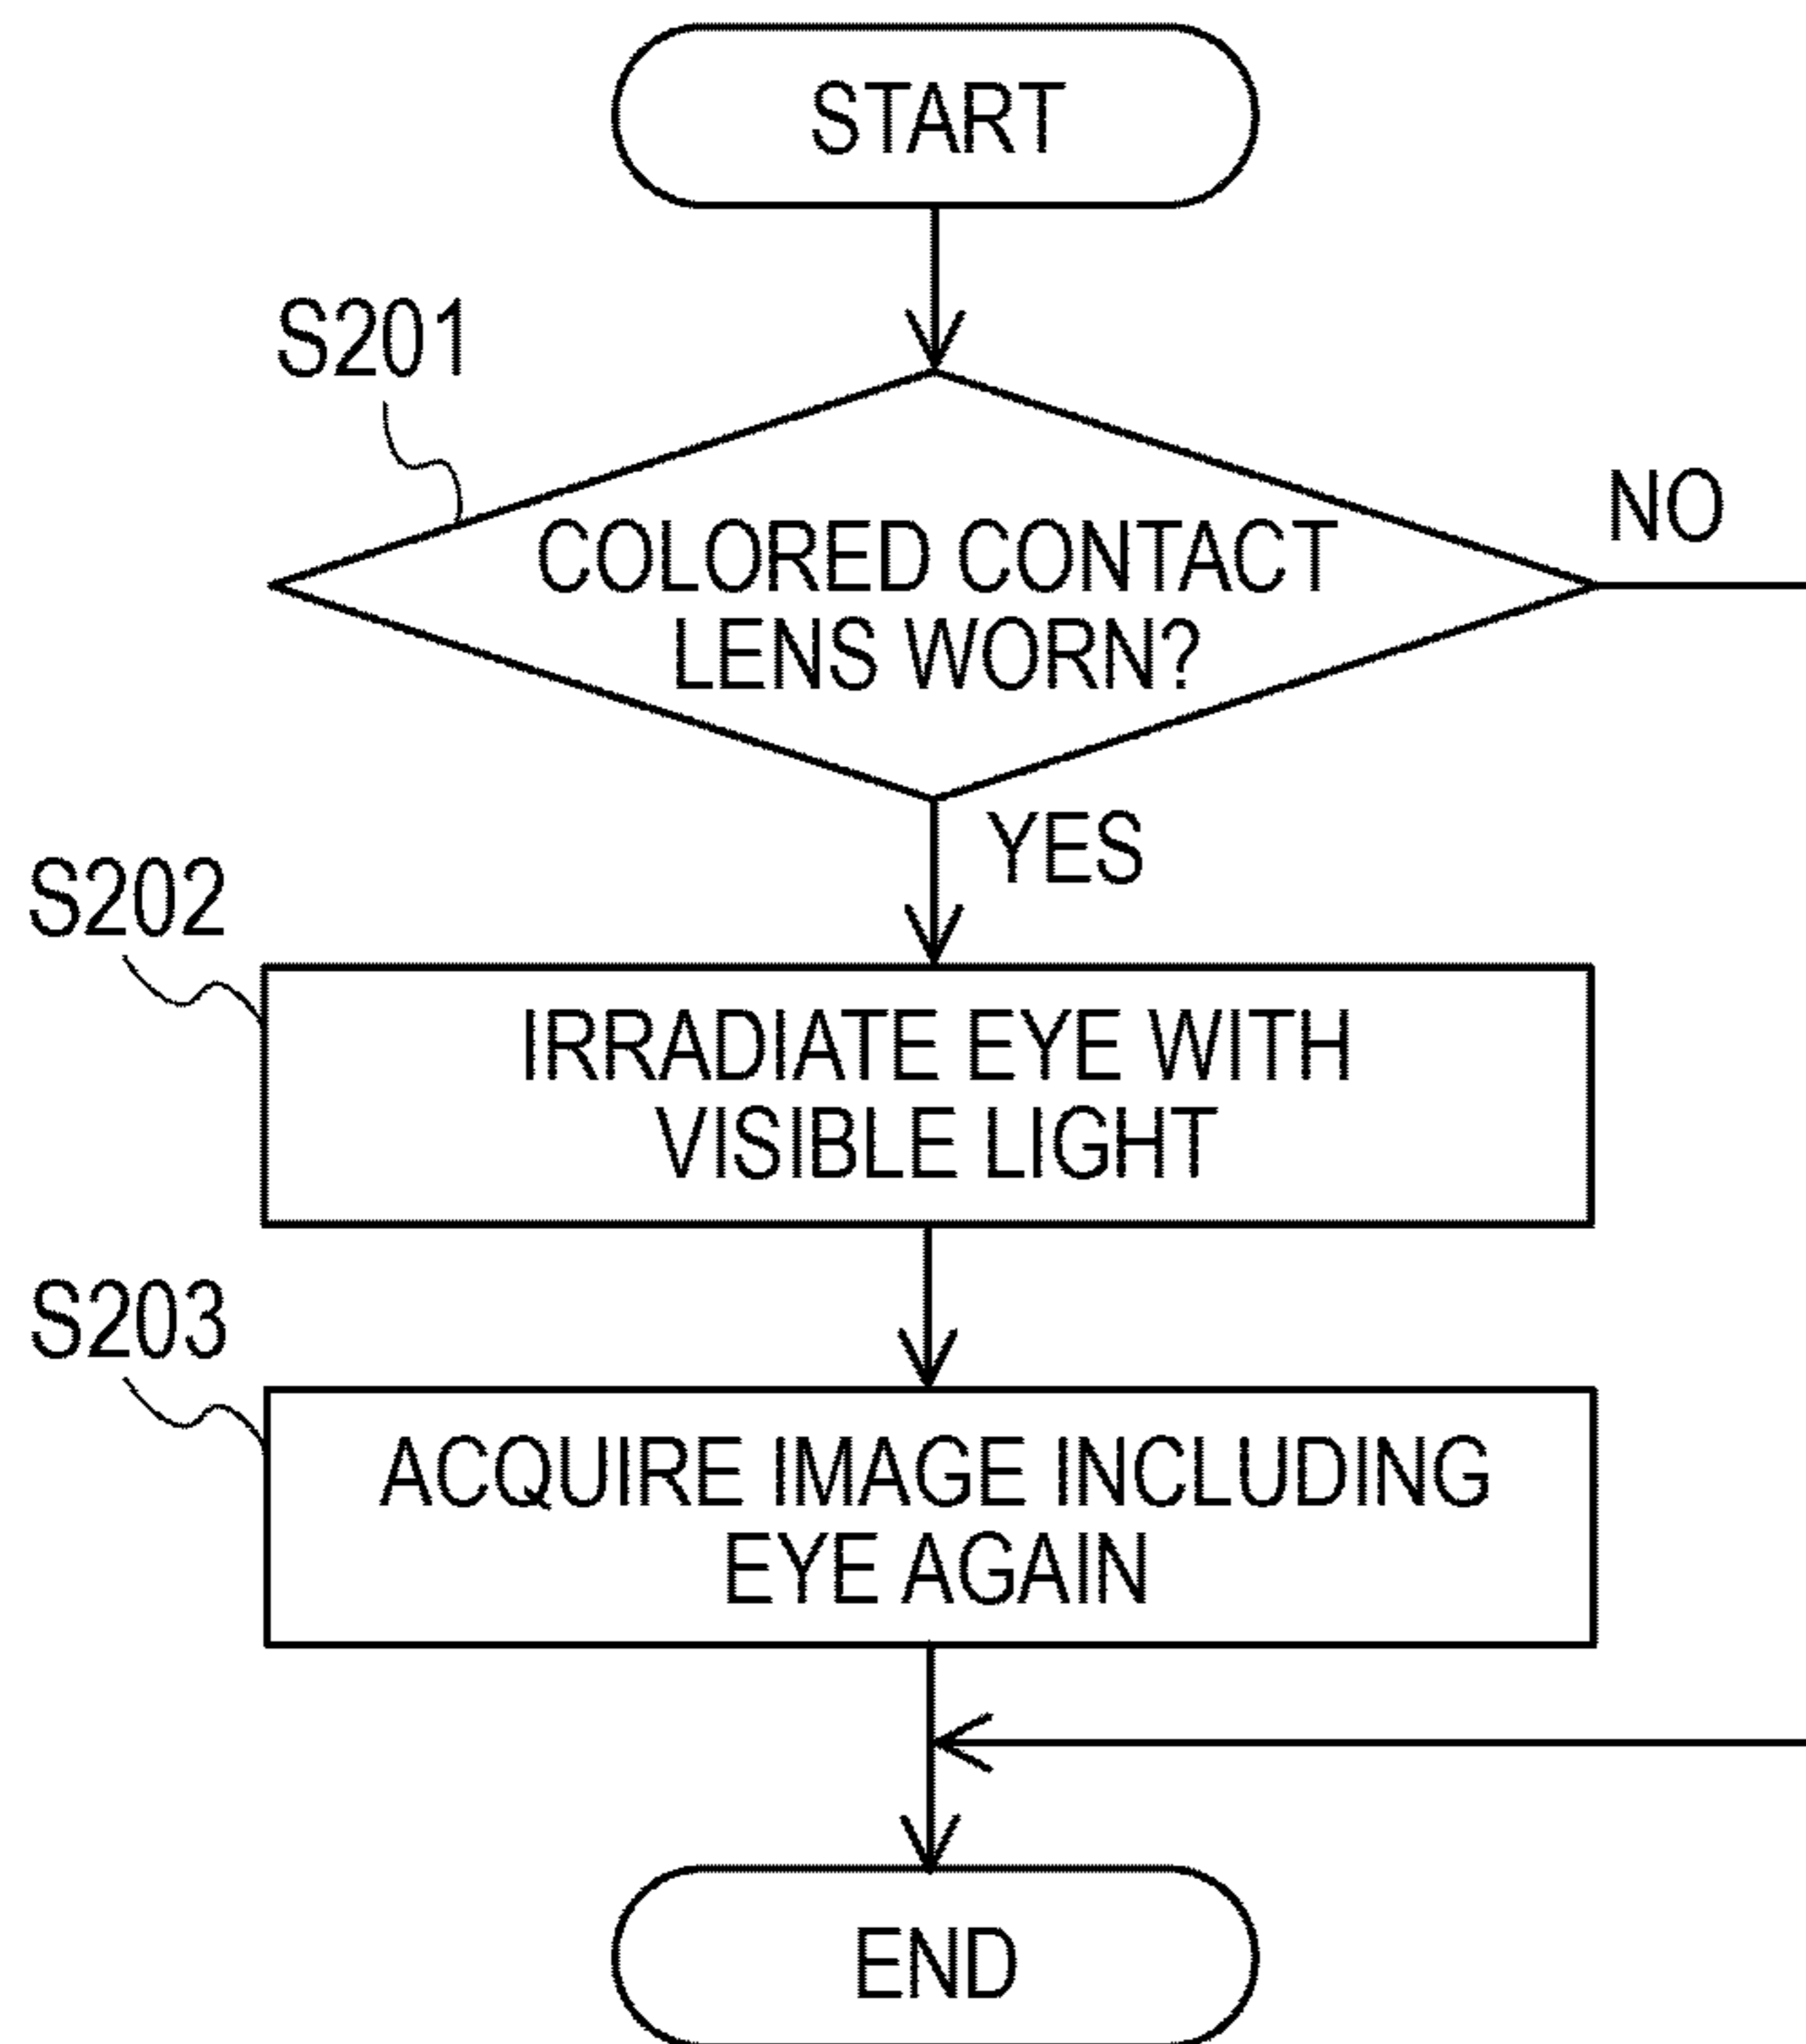 START
S201
COLORED CONTACT
LENS WORN?
NO
YES
S202
IRRADIATE EYE WITH
VISIBLE LIGHT
S203
ACQUIRE IMAGE INCLUDING
EYE AGAIN
END